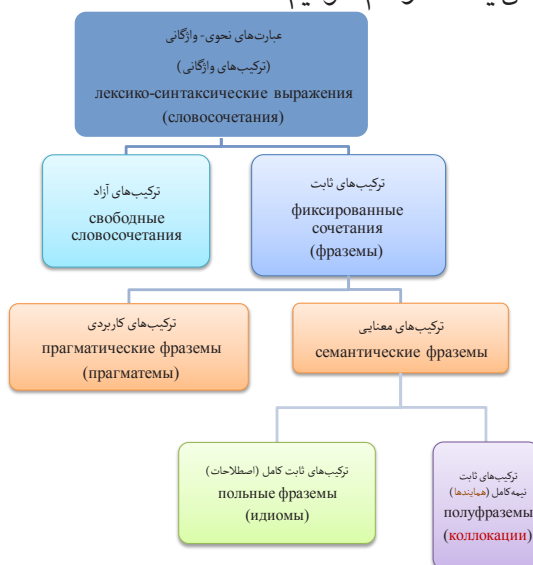 عبارت‌های نحوی- واژگانی
(ترکیب‌های واژگانی)
лексико-синтаксические выражения
(словосочетания)
ترکیب‌های آزاد
свободные
словосочетания
ترکیب‌های ثابت
фиксированные
сочетания
(фраземы)
ترکیب‌های کاربردی
прагматические фраземы
(прагматемы)
ترکیب‌های معنایی
семантические фраземы
ترکیب‌های ثابت کامل (اصطلاحات)
польные фраземы
(идиомы)
ترکیب‌های ثابت
نیمه‌کامل (همایندها)
полуфраземы
(коллокации)